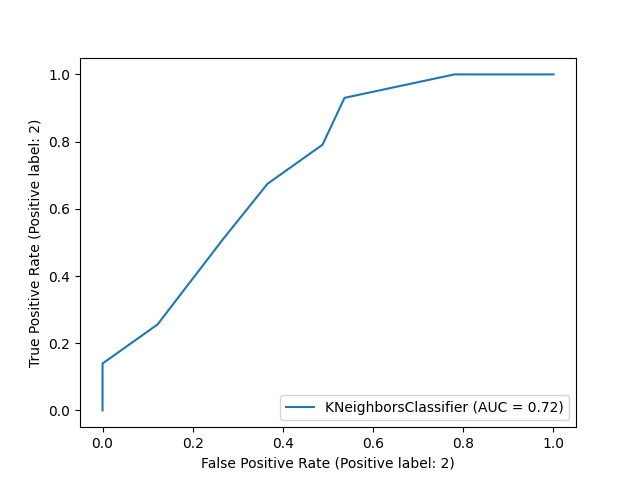 1.0
0.8
0.6
0.4
0.2
0.0
True Positive Rate (Positive label: 2)
KNeighborsClassifier (AUC = 0.72)
0.0 0.2 0.4 0.6 0.8 1.0
False Positive Rate (Positive label: 2)